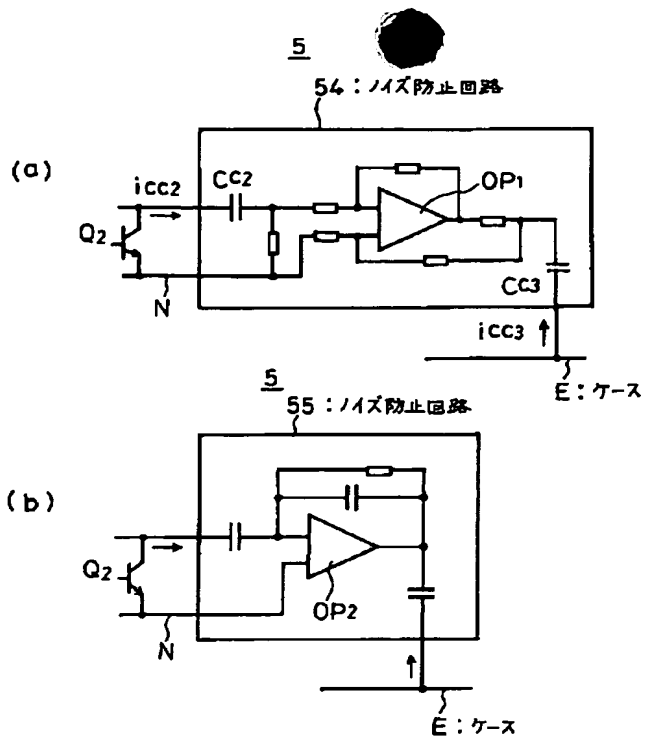 5
54:ノイズ防止回路
(a)
icc2
Cc2
OP1
Q2
N
Cc3
icc3
E:ケース
5
55:ノイズ防止回路
(b)
Q2
OP2
N
E:ケース